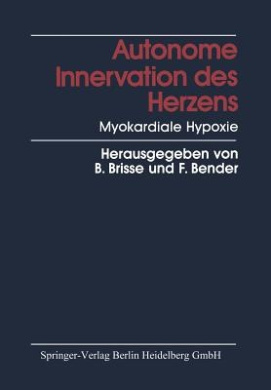 Autonome
Innervation des
Herzens
Myokardiale Hypoxie
Herausgegeben von
B. Brisse und F. Bender
Springer-Verlag Berlin Heidelberg GmbH